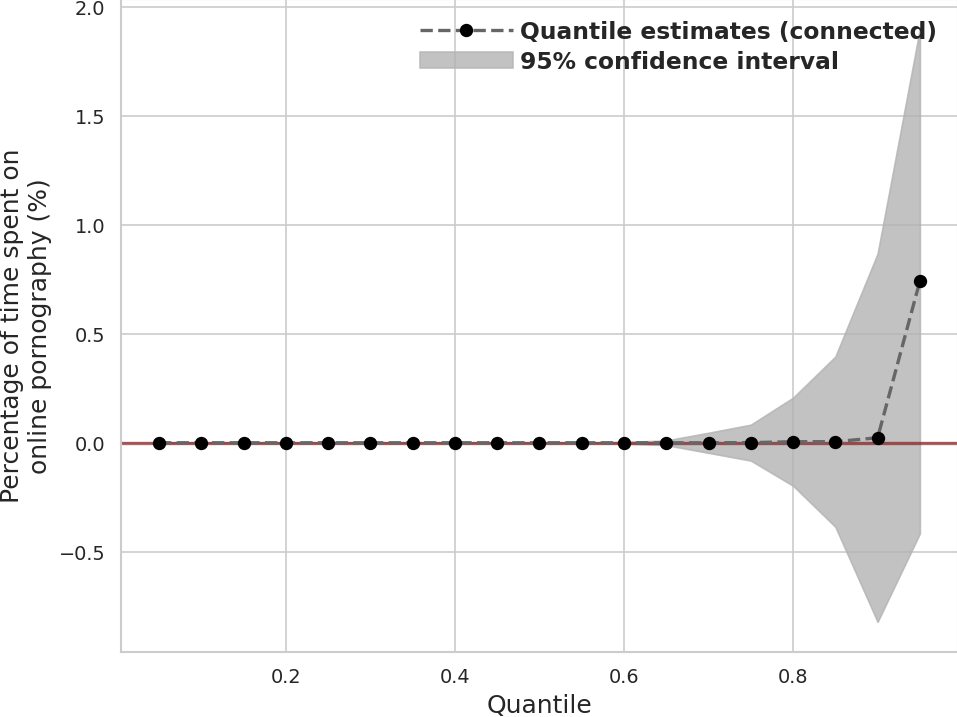 2.0
Quantile estimates (connected)
95% confidence interval
1.5
1.0
0.5
0.0
−0.5
Percentage of time spent on
online pornography (%)
0.2
0.4
0.6
0.8
Quantile